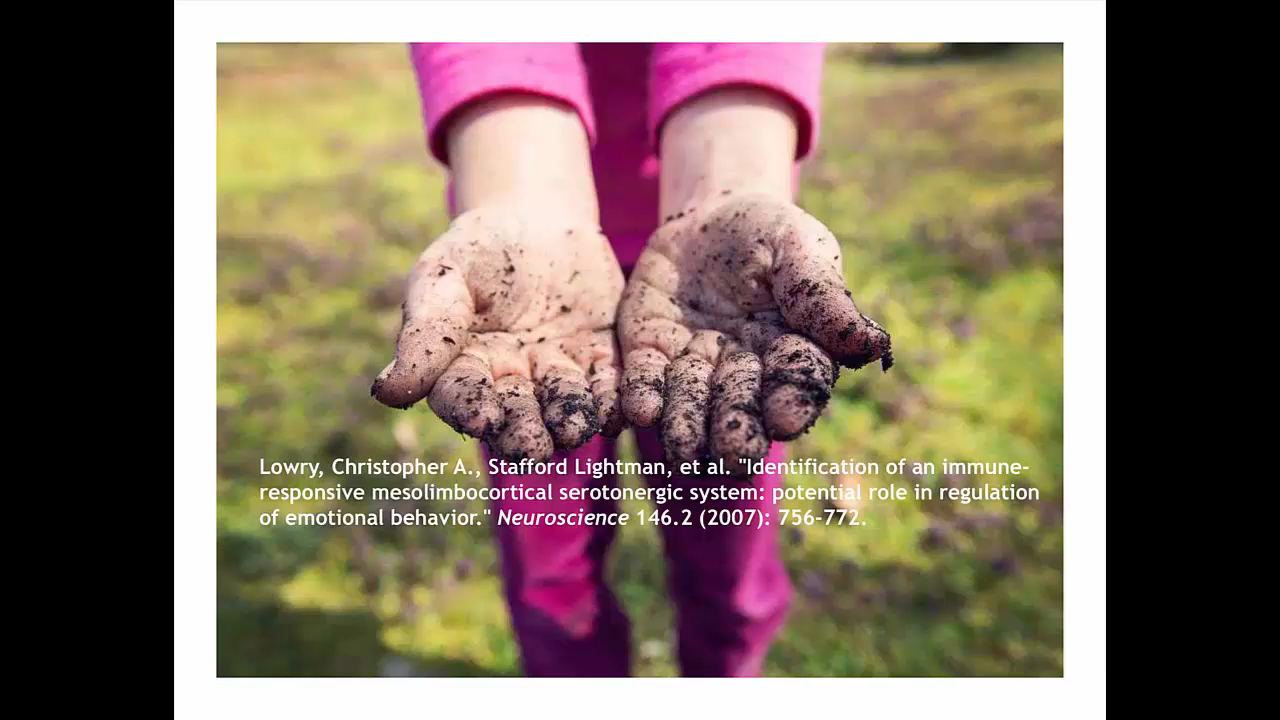 Lowry, Christopher A., Stafford Lightman, et al. "Identification of an immune-
responsive mesolimbocortical serotonergic system: potential role in regulation
of emotional behavior." Neuroscience 146.2 (2007): 756-772.